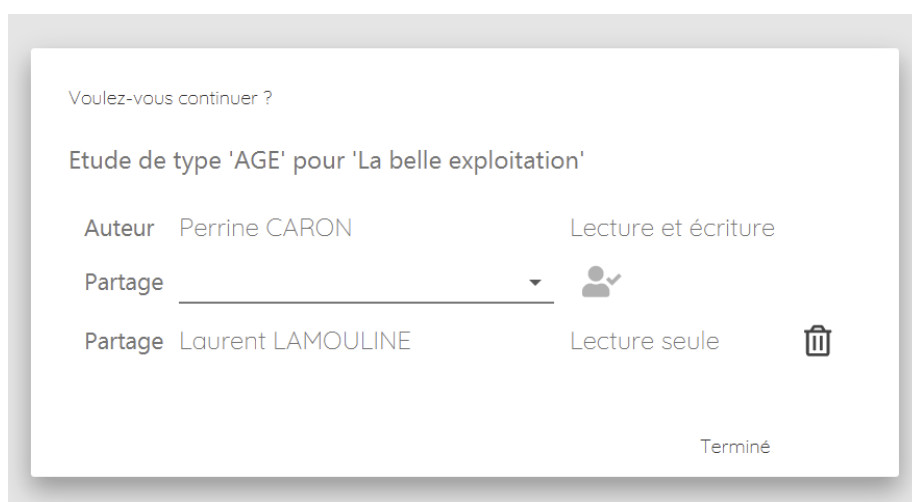 Voulez-vous continuer ?
Etude de type 'AGE' pour 'La belle exploitation'
Auteur Perrine CARON Lecture et écriture
Partage
Partage Laurent LAMOULINE Lecture seule
Terminé